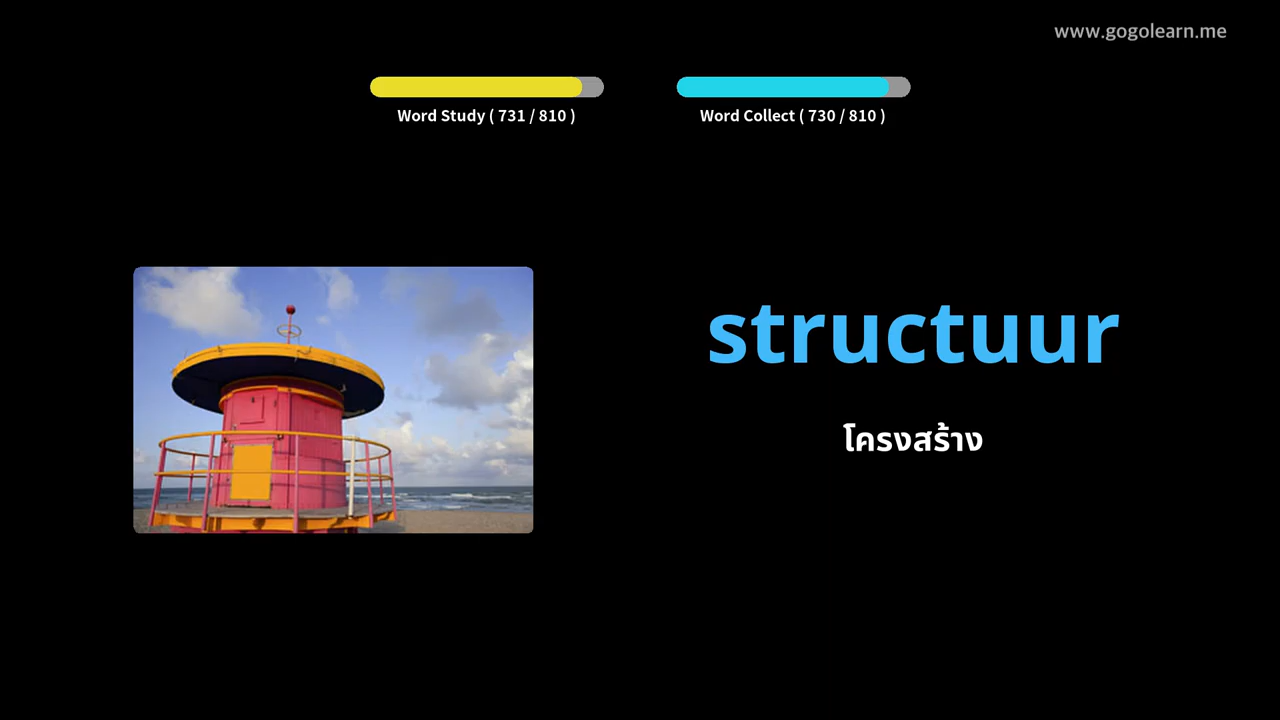 www.gogolearn.me
Word Study ( 731 / 810 )
Word Collect ( 730 / 810 )
structuur
โครงสร้าง